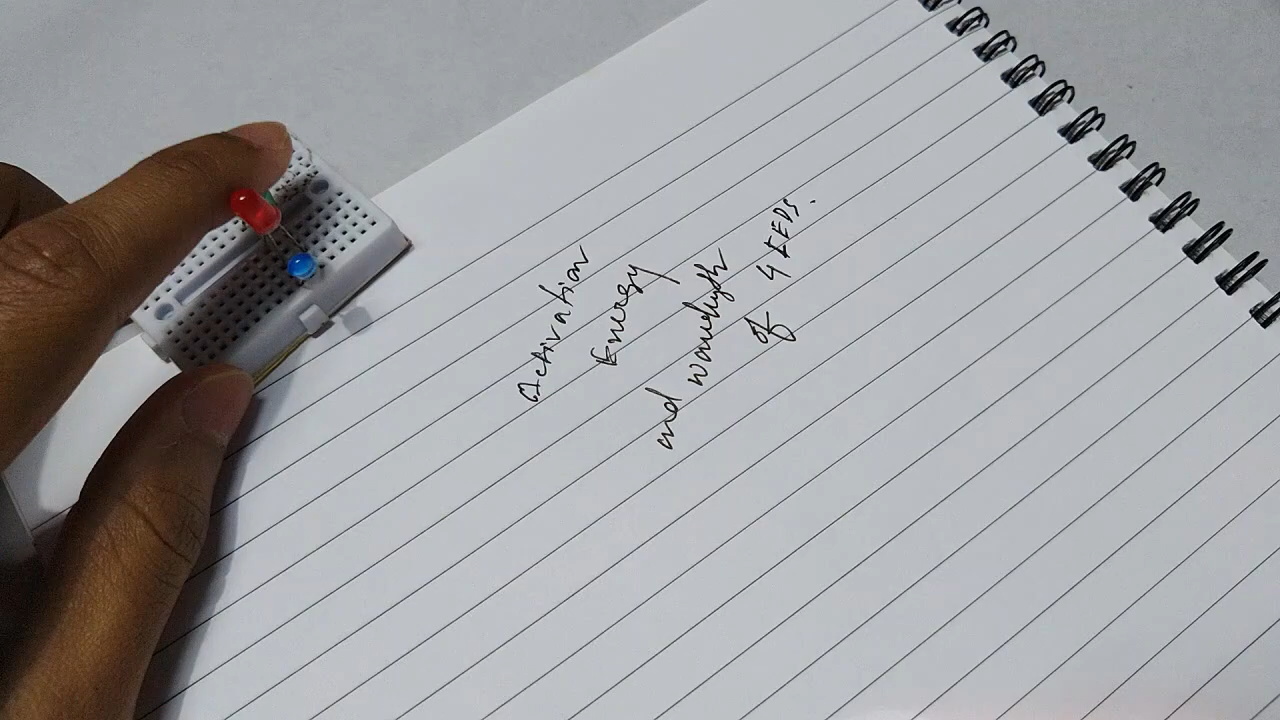 Activation
Energy
and wavelength
of 4 LEDS.